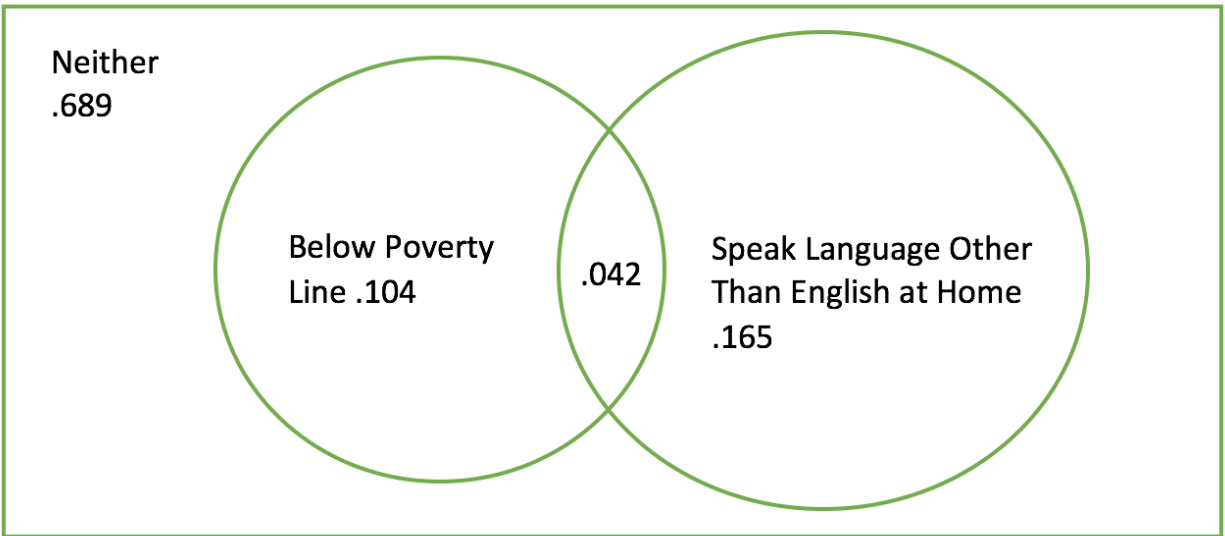 Neither
.689
Below Poverty
Line .104
.042
Speak Language Other
Than English at Home
.165